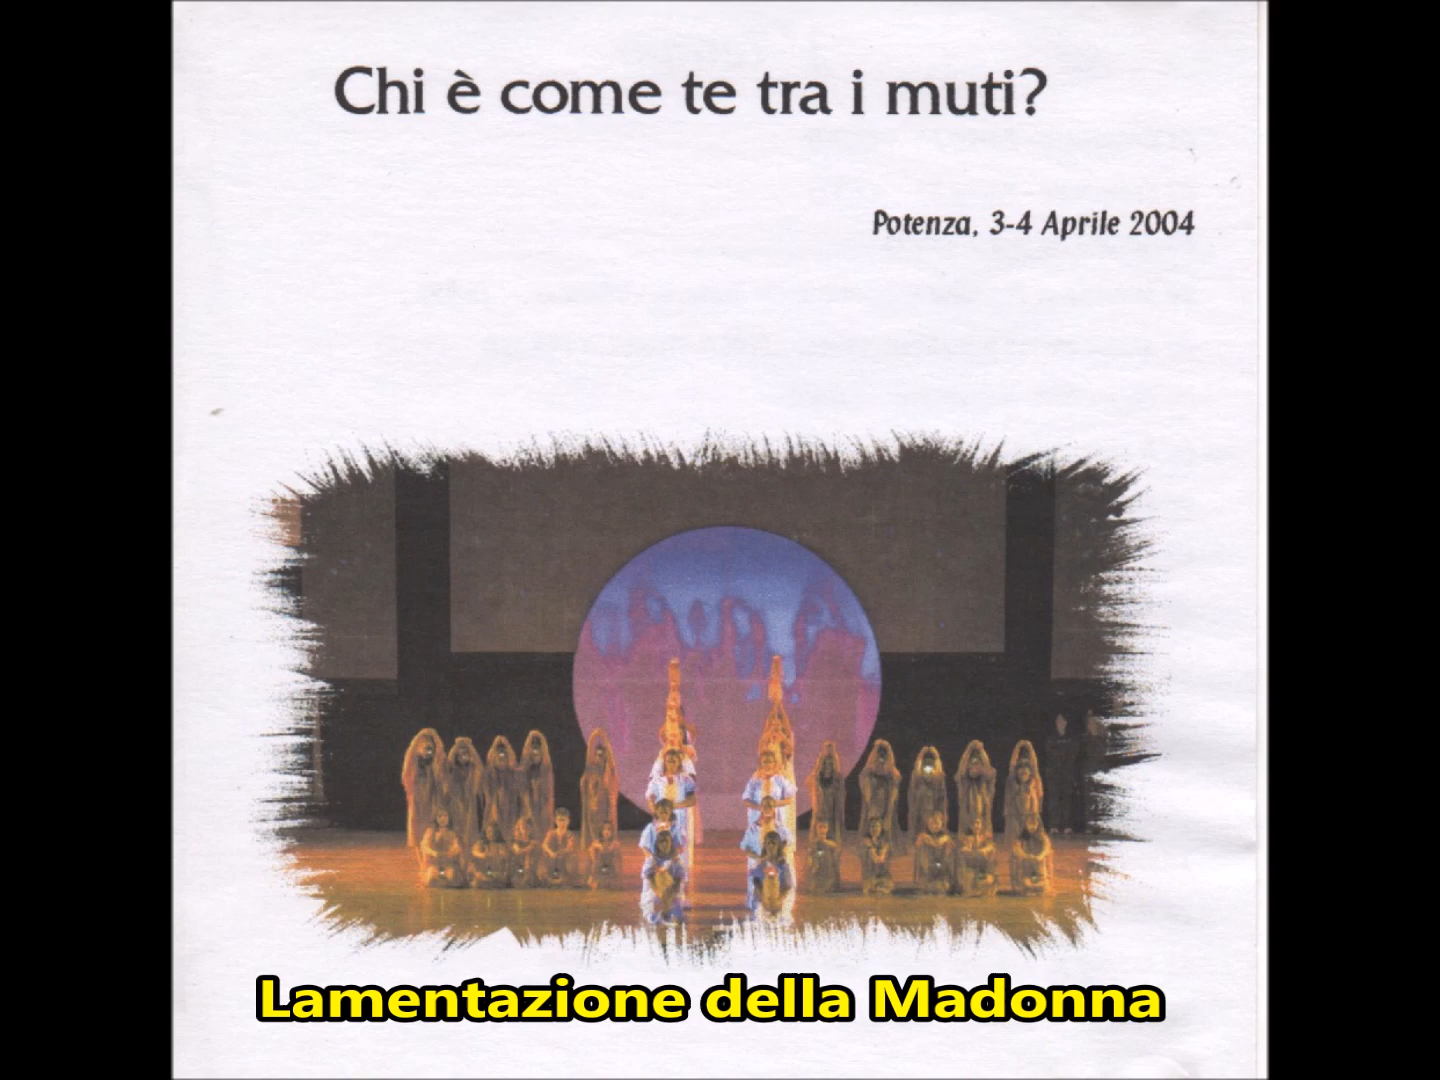 Chi è come te tra i muti?
Potenza, 3-4 Aprile 2004
Lamentazione della Madonna